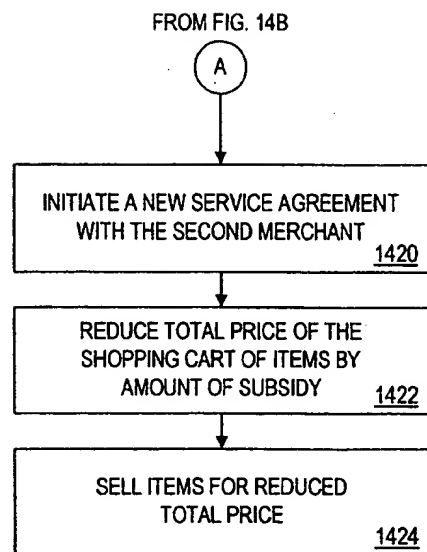 FROM FIG. 14B
A
INITIATE A NEW SERVICE AGREEMENT
WITH THE SECOND MERCHANT
1420
REDUCE TOTAL PRICE OF THE
SHOPPING CART OF ITEMS BY
AMOUNT OF SUBSIDY
1422
SELL ITEMS FOR REDUCED
TOTAL PRICE
1424